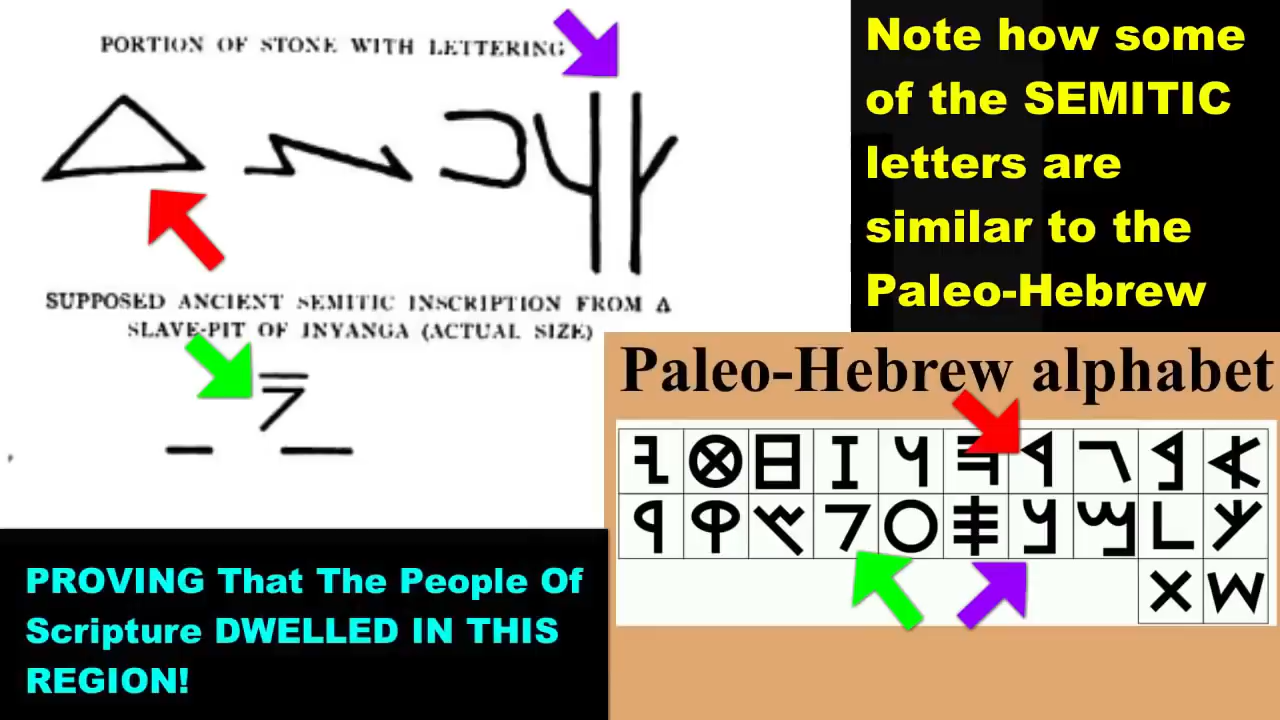 PORTION OF STONE WITH LETTERING
SUPPOSED ANCIENT SEMITIC INSCRIPTION FROM A
SLAVE-PIT OF INYANGA (ACTUAL SIZE)
Note how some
of the SEMITIC
letters are
similar to the
Paleo-Hebrew
Paleo-Hebrew alphabet
𐤀 𐤁 𐤂 𐤃 𐤄 𐤅 𐤆 𐤇 𐤈 𐤉
𐤊 𐤋 𐤌 𐤍 𐤎 𐤏 𐤐 𐤑 𐤒 𐤓
𐤔 𐤕
PROVING That The People Of
Scripture DWELLED IN THIS
REGION!